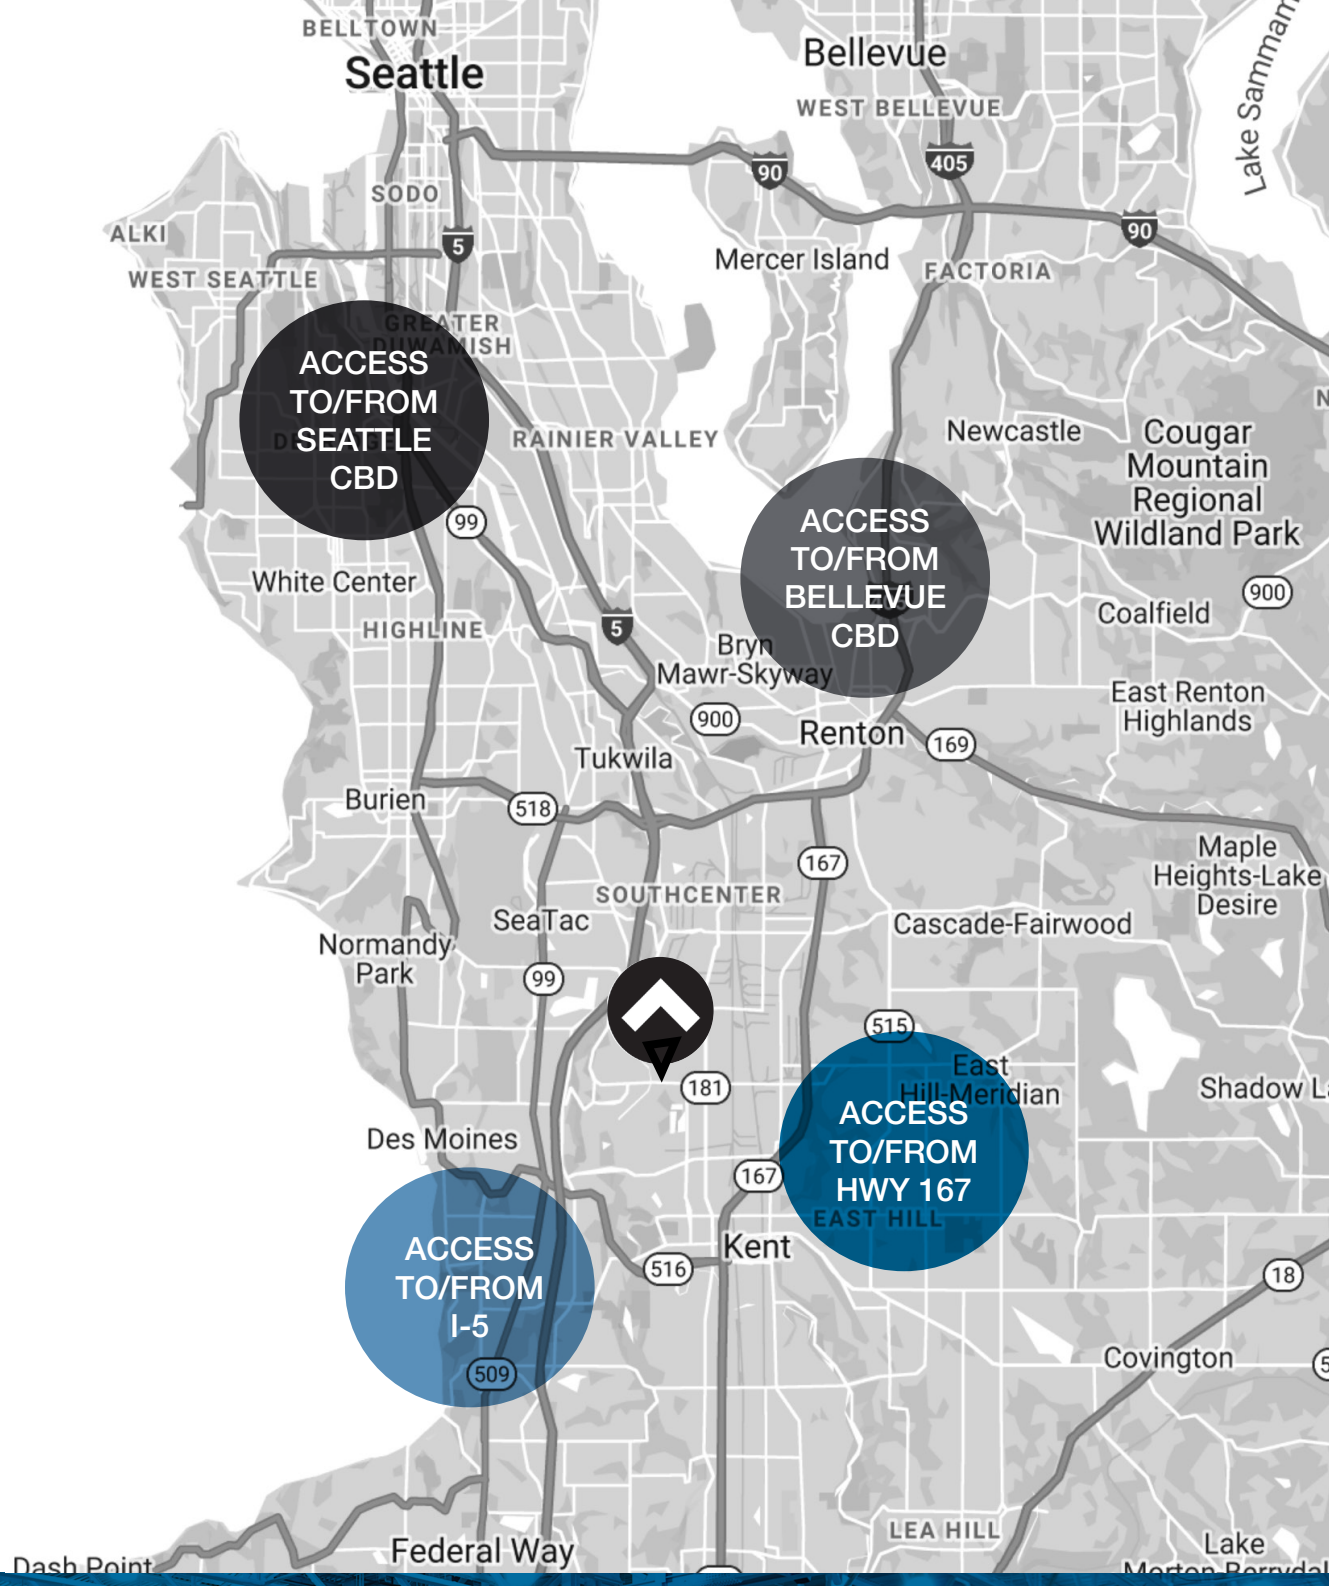 BELLTOWN
Seattle
Bellevue
WEST BELLEVUE
Lake Sammam
90
405
SODO
ALKI
5
90
WEST SEATTLE
Mercer Island
FACTORIA
GREATER
DUWAMISH
ACCESS
TO/FROM
SEATTLE
CBD
RAINIER VALLEY
Newcastle
Cougar
Mountain
Regional
Wildland Park
N
99
ACCESS
TO/FROM
BELLEVUE
CBD
White Center
900
Coalfield
HIGHLINE
5
Bryn
Mawr-Skyway
East Renton
Highlands
900
Renton
169
Tukwila
Burien
518
Maple
Heights-Lake
Desire
167
SOUTHCENTER
SeaTac
Cascade-Fairwood
Normandy
Park
99
515
East
Hill-Meridian
181
Shadow L
ACCESS
TO/FROM
HWY 167
Des Moines
167
EAST HILL
Kent
ACCESS
TO/FROM
I-5
516
18
Covington
5
509
LEA HILL
Federal Way
Lake
Morton-Berrydal
Dash Point